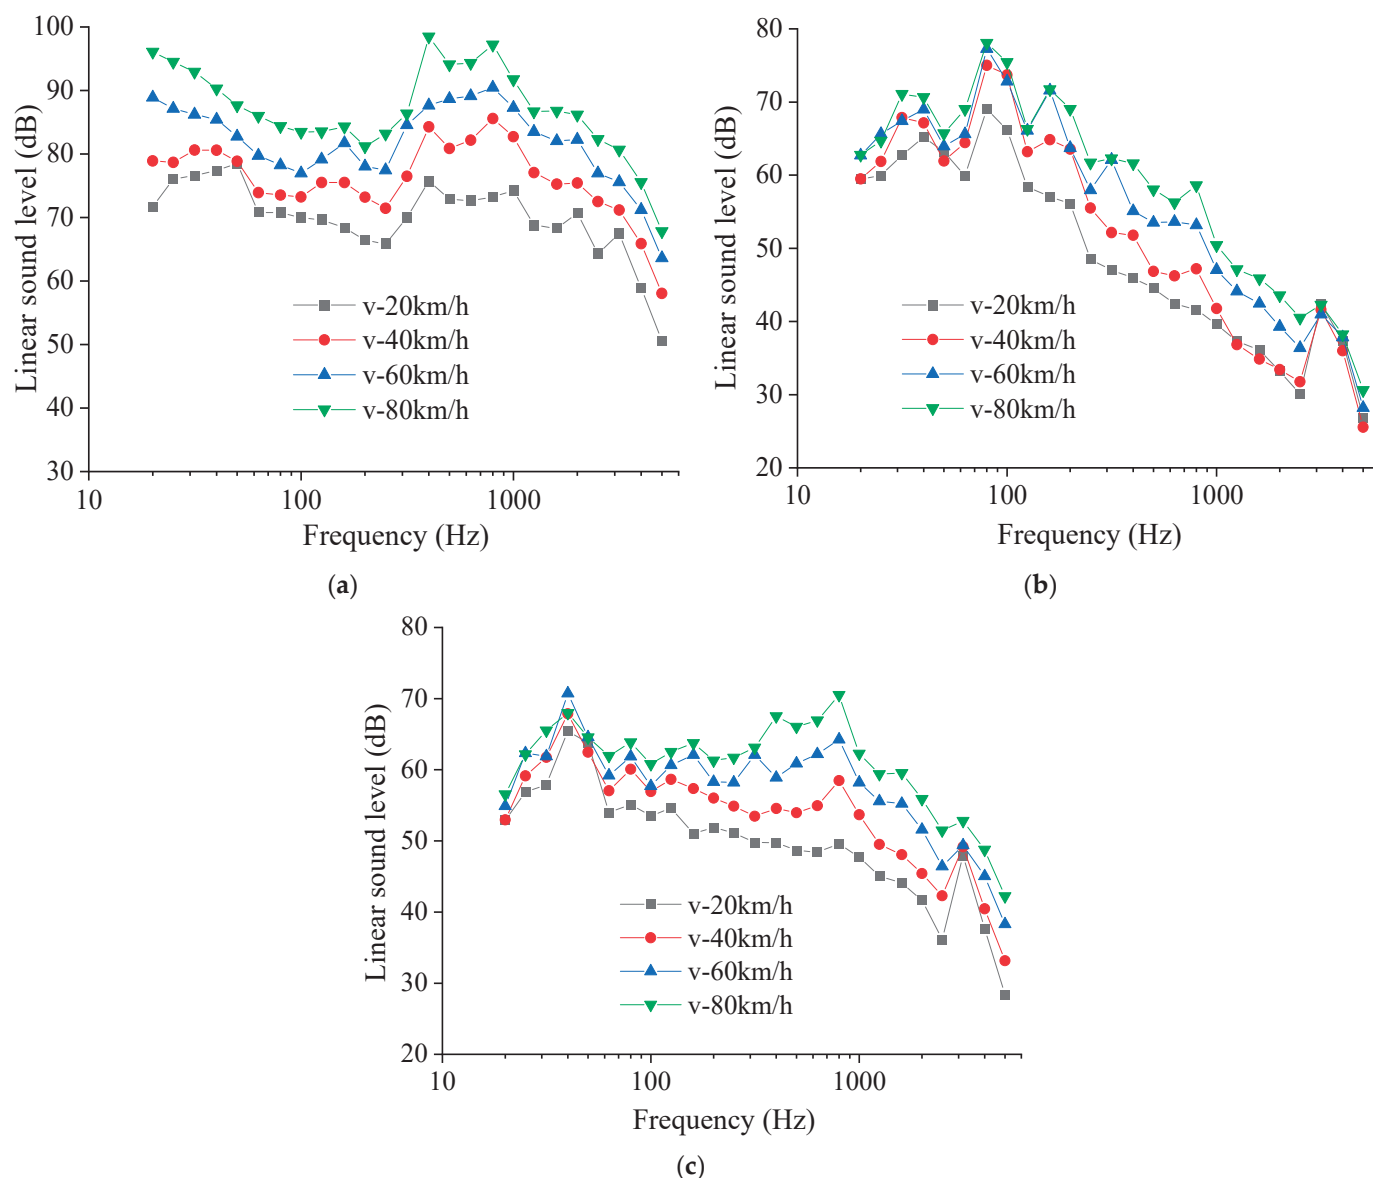 100
90
80
70
60
50
40
30
10
100
1000
Linear sound level (dB)
Frequency (Hz)
v-20km/h
v-40km/h
v-60km/h
v-80km/h
(a)
80
70
60
50
40
30
20
10
100
1000
Linear sound level (dB)
Frequency (Hz)
v-20km/h
v-40km/h
v-60km/h
v-80km/h
(b)
80
70
60
50
40
30
20
10
100
1000
Linear sound level (dB)
Frequency (Hz)
v-20km/h
v-40km/h
v-60km/h
v-80km/h
(c)